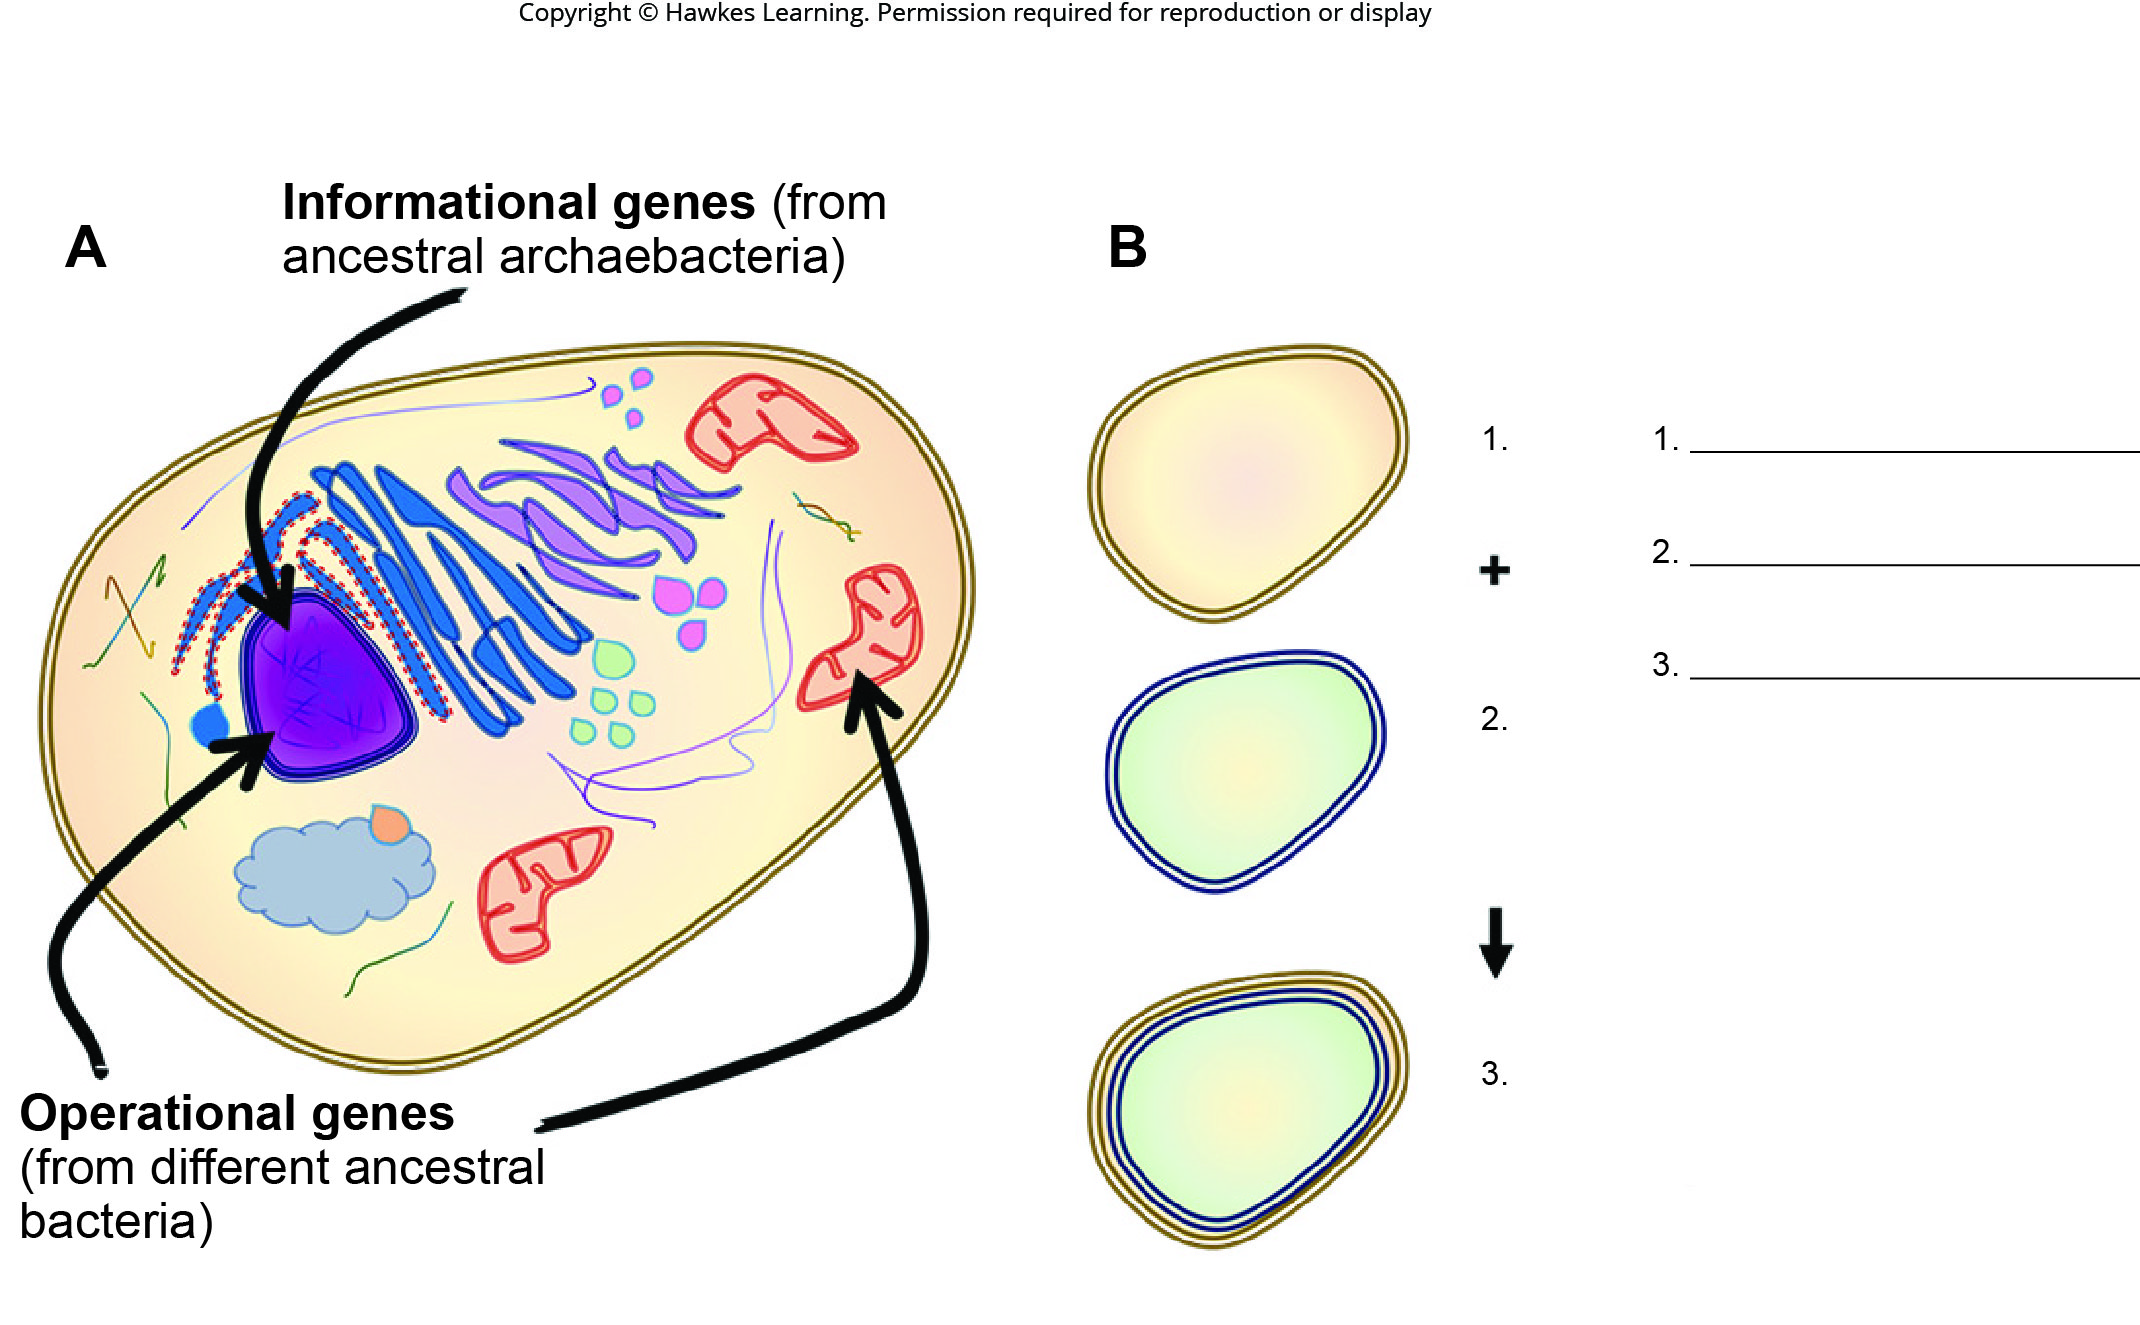 Copyright © Hawkes Learning. Permission required for reproduction or display
A
Informational genes (from
ancestral archaebacteria)
Operational genes
(from different ancestral
bacteria)
B
1.
+
2.
3.
1.
2.
3.